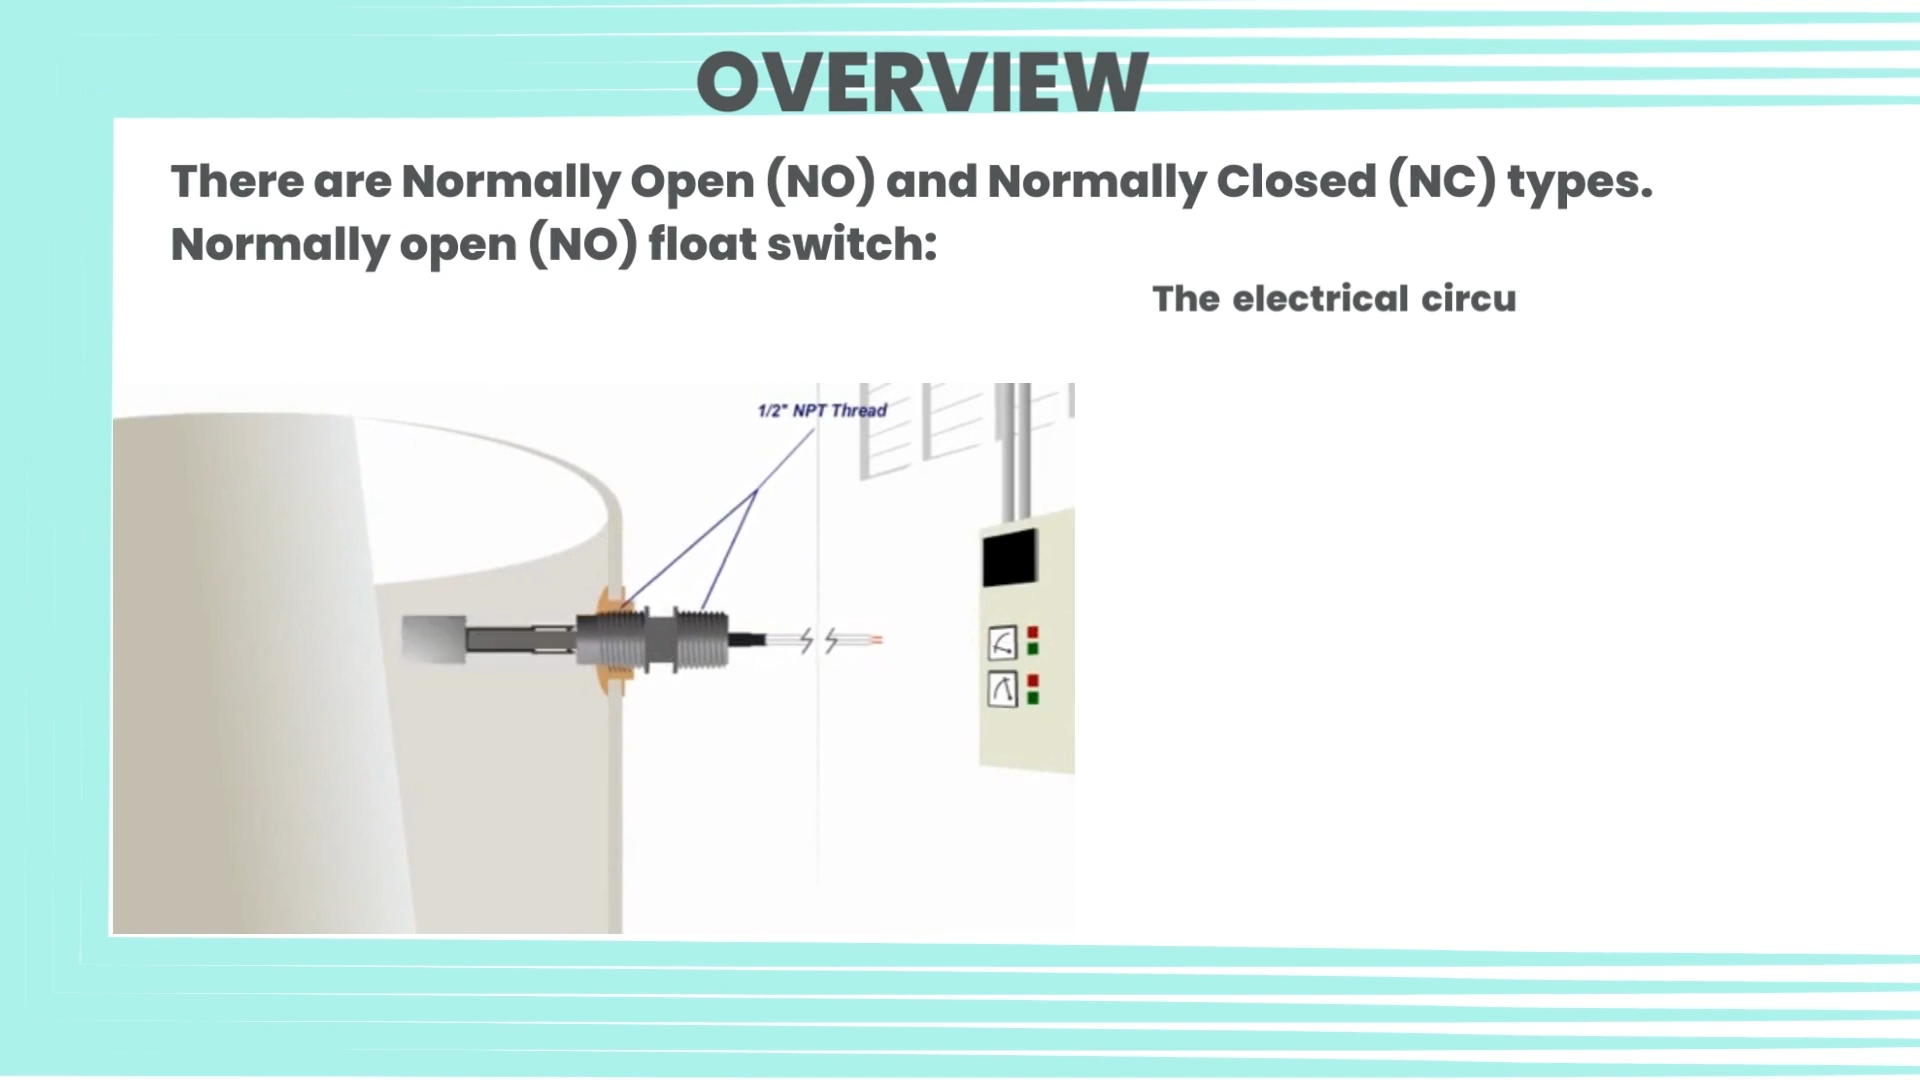 OVERVIEW
There are Normally Open (NO) and Normally Closed (NC) types.
Normally open (NO) float switch:
The electrical circu
1/2" NPT Thread